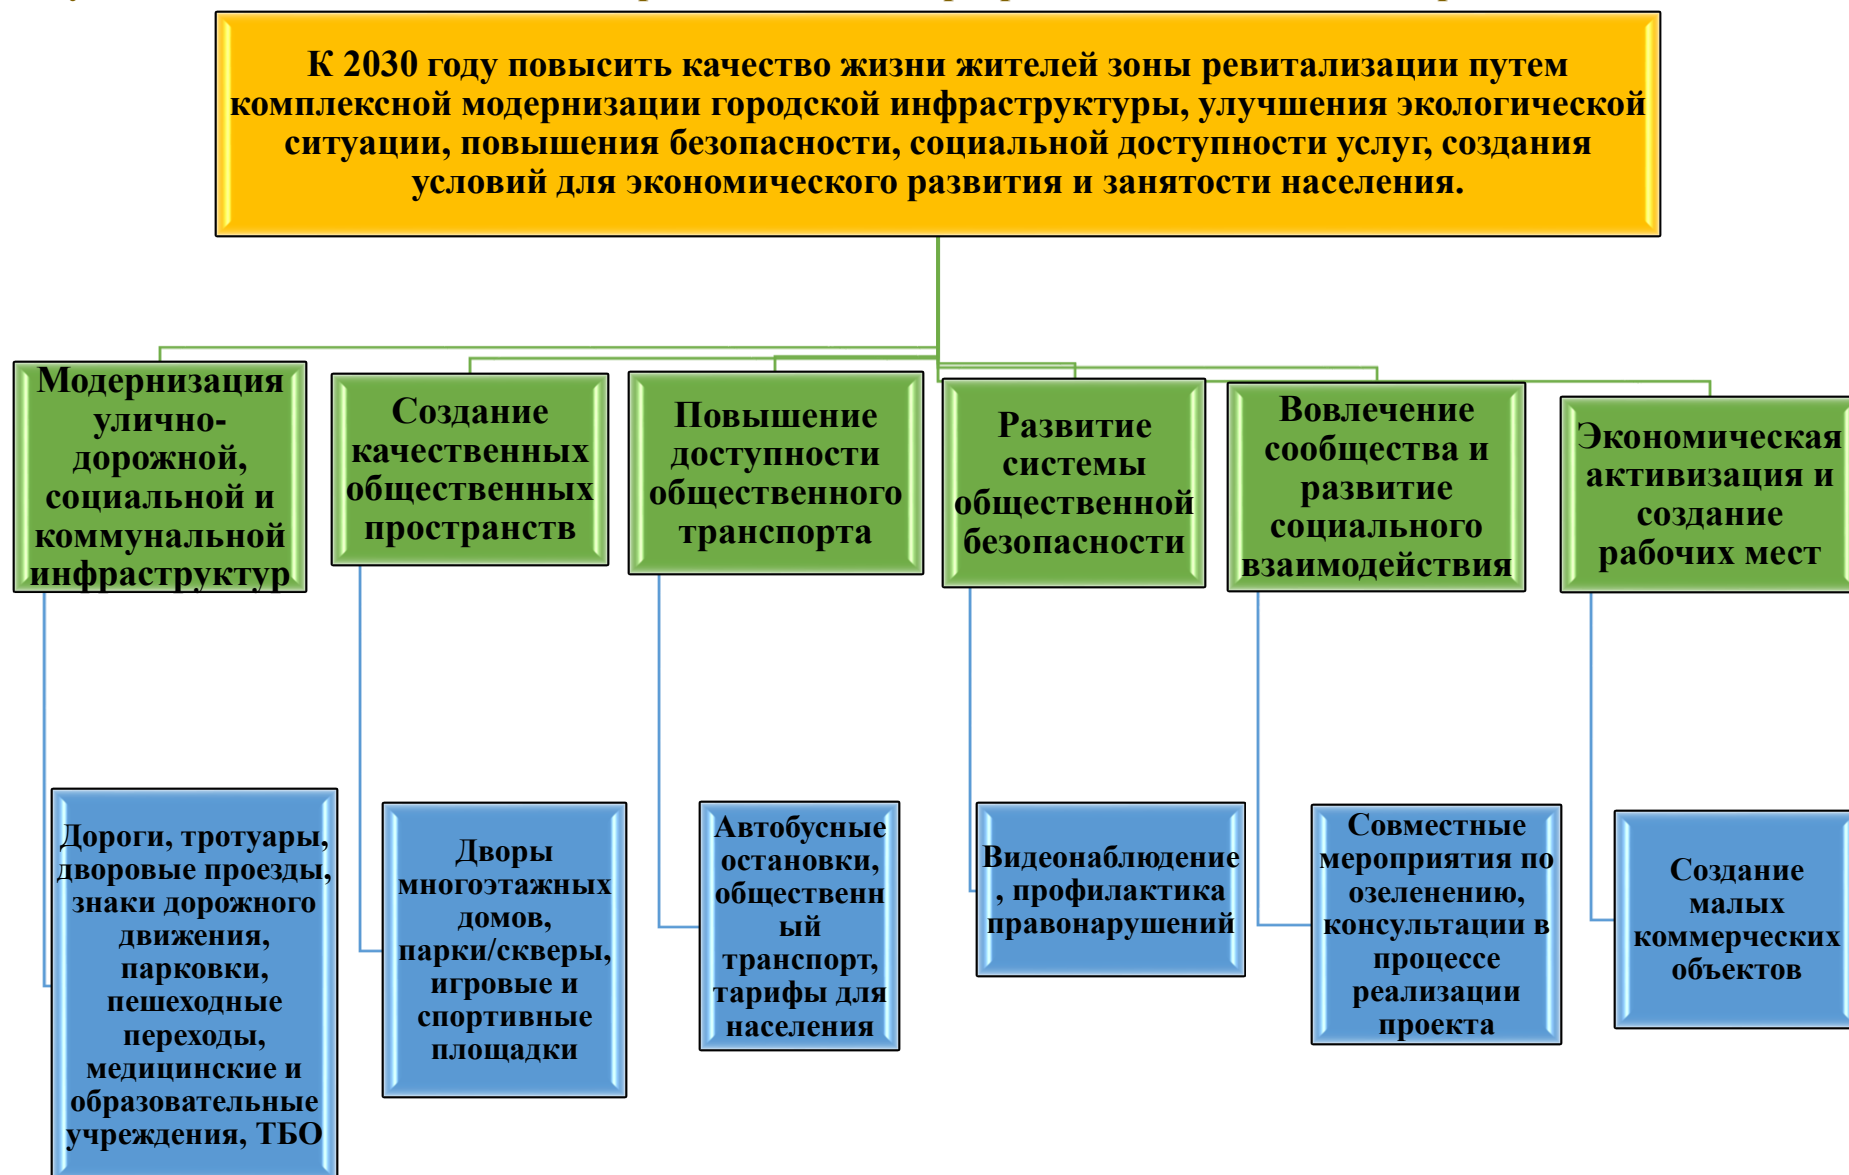 К 2030 году повысить качество жизни жителей зоны ревитализации путем
комплексной модернизации городской инфраструктуры, улучшения экологической
ситуации, повышения безопасности, социальной доступности услуг, создания
условий для экономического развития и занятости населения.
Модернизация
улично-
дорожной,
социальной и
коммунальной
инфраструктур
Создание
качественных
общественных
пространств
Повышение
доступности
общественного
транспорта
Развитие
системы
общественной
безопасности
Вовлечение
сообщества и
развитие
социального
взаимодействия
Экономическая
активизация и
создание
рабочих мест
Дороги, тротуары,
дворовые проезды,
знаки дорожного
движения,
парковки,
пешеходные
переходы,
медицинские и
образовательные
учреждения, ТБО
Дворы
многоэтажных
домов,
парки/скверы,
игровые и
спортивные
площадки
Автобусные
остановки,
общественн
ый
транспорт,
тарифы для
населения
Видеонаблюдение
, профилактика
правонарушений
Совместные
мероприятия по
озеленению,
консультации в
процессе
реализации
проекта
Создание
малых
коммерческих
объектов